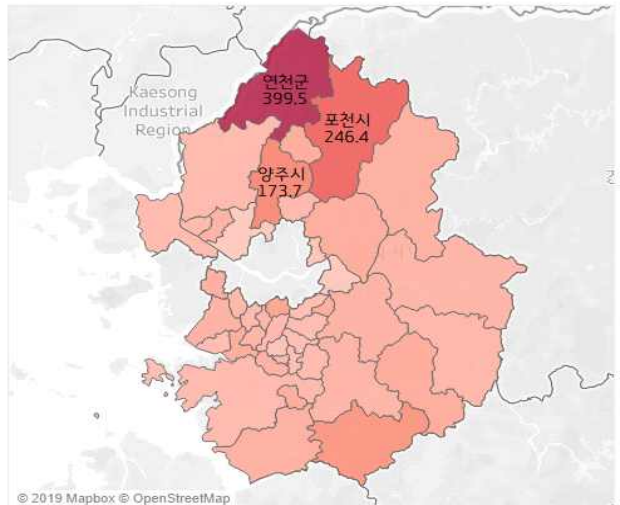 연천군
399.5
Kaesong
Industrial
Region
포천시
246.4
양주시
173.7
© 2019 Mapbox © OpenStreetMap